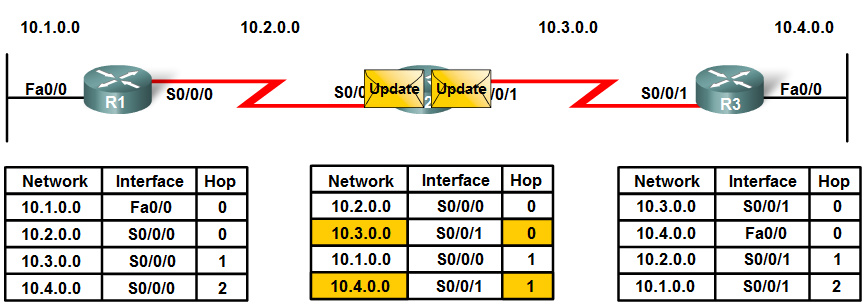 10.1.0.0 10.2.0.0 10.3.0.0 10.4.0.0
Fa0/0 R1 S0/0/0 S0/0 Update Update /0/1 S0/0/1 R3 Fa0/0
2
Network Interface Hop
10.1.0.0 Fa0/0 0
10.2.0.0 S0/0/0 0
10.3.0.0 S0/0/0 1
10.4.0.0 S0/0/0 2
Network Interface Hop
10.2.0.0 S0/0/0 0
10.3.0.0 S0/0/1 0
10.1.0.0 S0/0/0 1
10.4.0.0 S0/0/1 1
Network Interface Hop
10.3.0.0 S0/0/1 0
10.4.0.0 Fa0/0 0
10.2.0.0 S0/0/1 1
10.1.0.0 S0/0/1 2